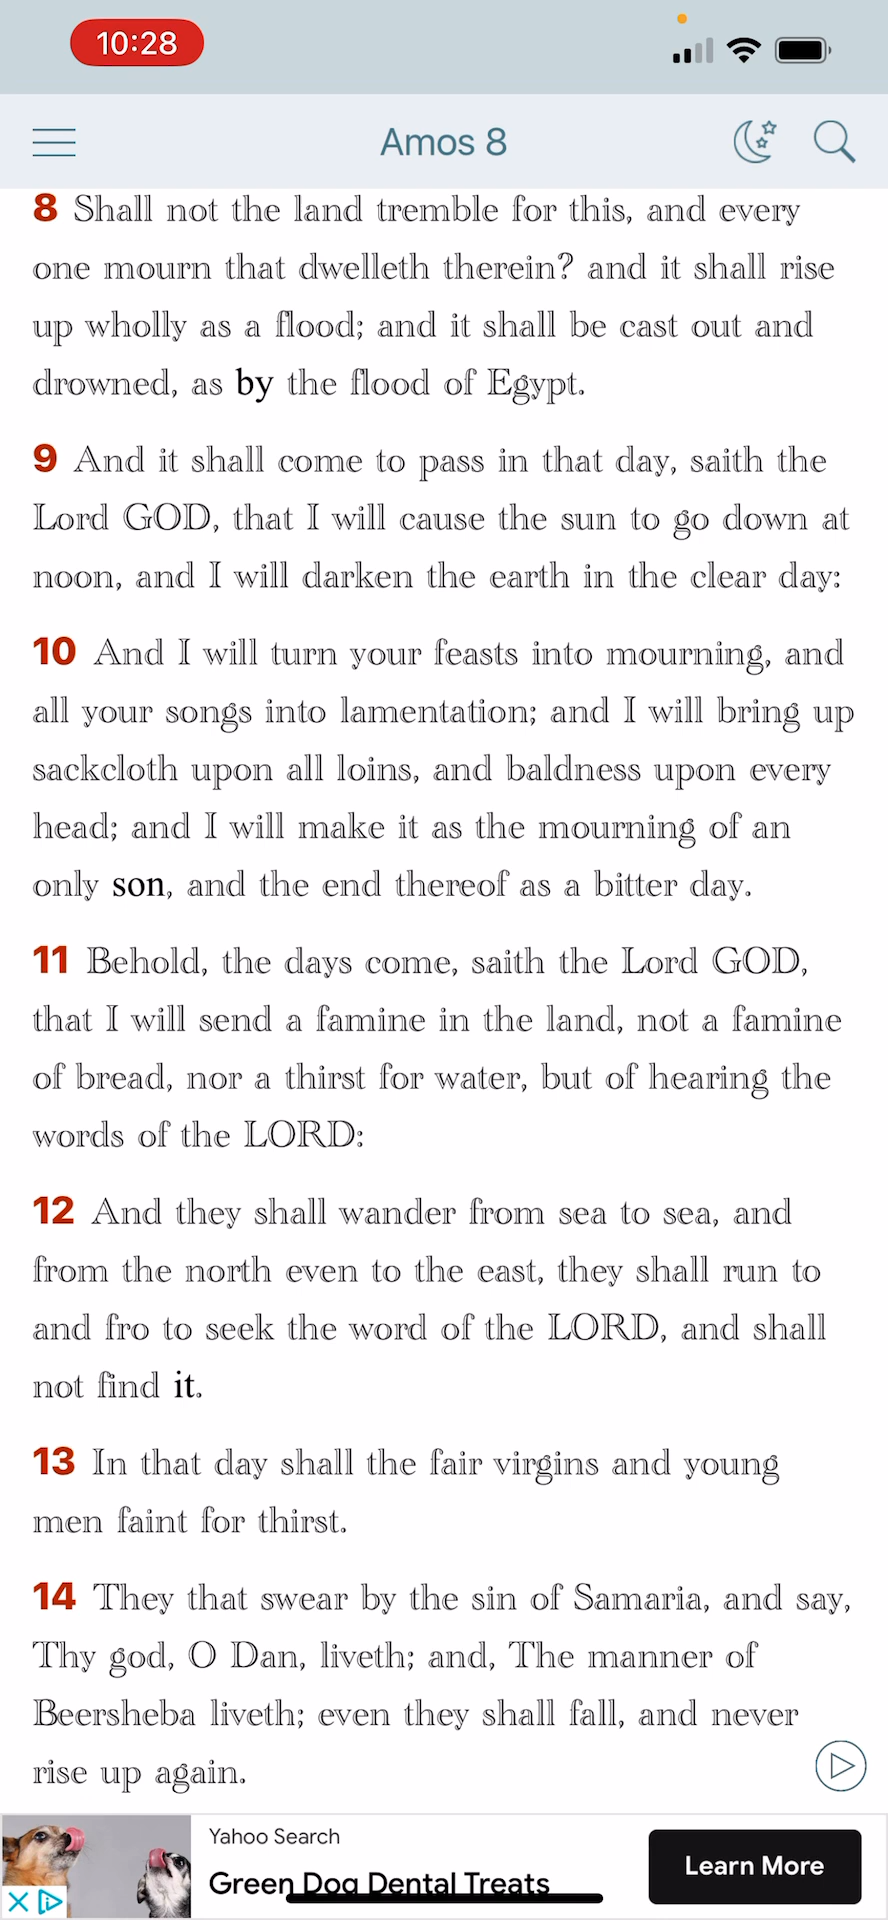 10:28
Amos 8
8 Shall not the land tremble for this, and every
one mourn that dwelleth therein? and it shall rise
up wholly as a flood; and it shall be cast out and
drowned, as by the flood of Egypt.
9 And it shall come to pass in that day, saith the
Lord GOD, that I will cause the sun to go down at
noon, and I will darken the earth in the clear day:
10 And I will turn your feasts into mourning, and
all your songs into lamentation; and I will bring up
sackcloth upon all loins, and baldness upon every
head; and I will make it as the mourning of an
only son, and the end thereof as a bitter day.
11 Behold, the days come, saith the Lord GOD,
that I will send a famine in the land, not a famine
of bread, nor a thirst for water, but of hearing the
words of the LORD:
12 And they shall wander from sea to sea, and
from the north even to the east, they shall run to
and fro to seek the word of the LORD, and shall
not find it.
13 In that day shall the fair virgins and young
men faint for thirst.
14 They that swear by the sin of Samaria, and say,
Thy god, O Dan, liveth; and, The manner of
Beersheba liveth; even they shall fall, and never
rise up again.
Yahoo Search
Green Dog Dental Treats
Learn More